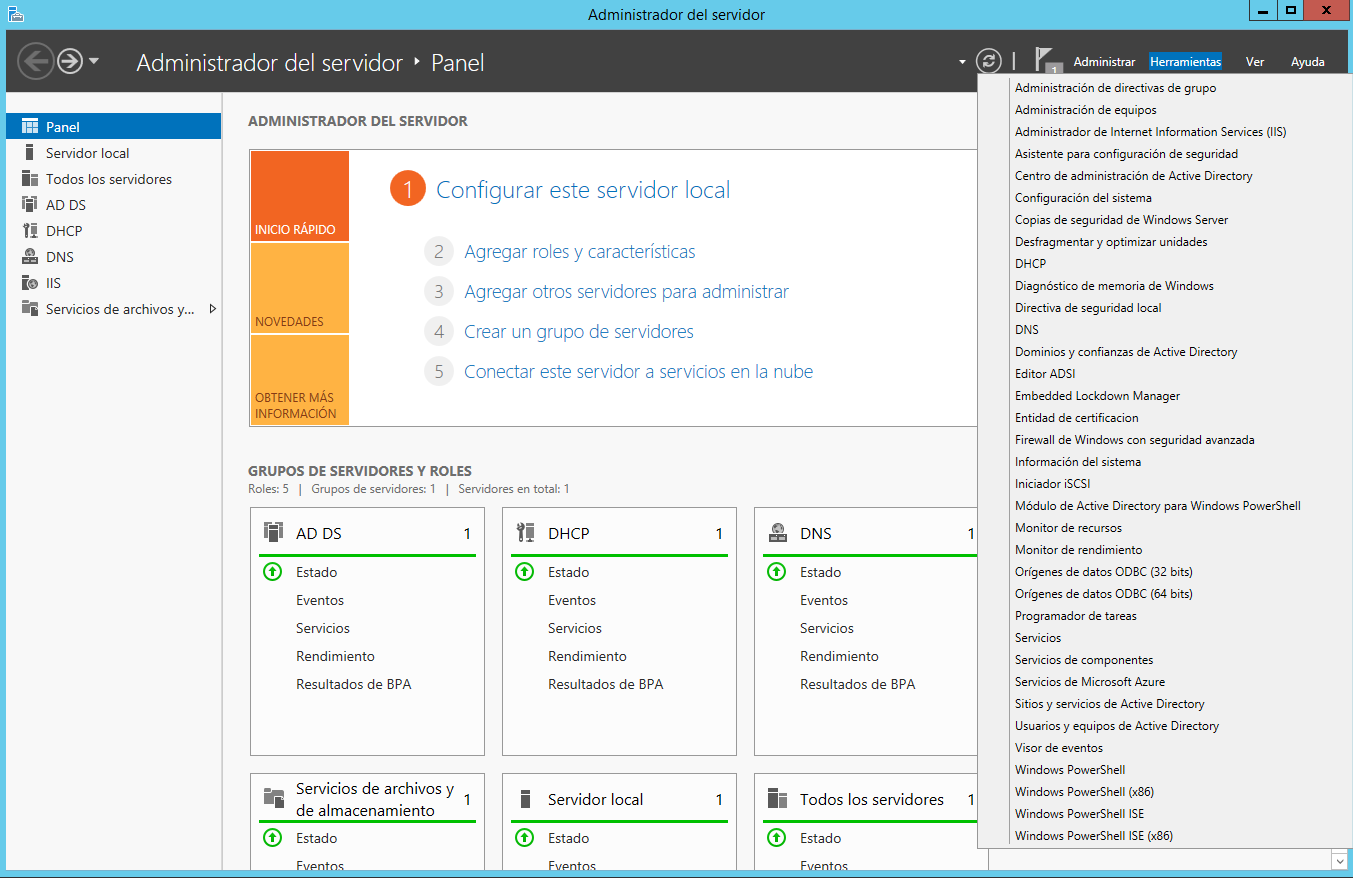 Administrador del servidor
Administrador del servidor ‣ Panel
1
Administrar
Herramientas
Ver
Ayuda
Panel
Servidor local
Todos los servidores
AD DS
DHCP
DNS
IIS
Servicios de archivos y...
ADMINISTRADOR DEL SERVIDOR
INICIO RÁPIDO
NOVEDADES
OBTENER MÁS
INFORMACIÓN
1 Configurar este servidor local
2 Agregar roles y características
3 Agregar otros servidores para administrar
4 Crear un grupo de servidores
5 Conectar este servidor a servicios en la nube
GRUPOS DE SERVIDORES Y ROLES
Roles: 5 | Grupos de servidores: 1 | Servidores en total: 1
AD DS 1
Estado
Eventos
Servicios
Rendimiento
Resultados de BPA
DHCP 1
Estado
Eventos
Servicios
Rendimiento
Resultados de BPA
DNS 1
Estado
Eventos
Servicios
Rendimiento
Resultados de BPA
Servicios de archivos y
de almacenamiento 1
Estado
Eventos
Servidor local 1
Estado
Eventos
Todos los servidores 1
Estado
Eventos
Administración de directivas de grupo
Administración de equipos
Administrador de Internet Information Services (IIS)
Asistente para configuración de seguridad
Centro de administración de Active Directory
Configuración del sistema
Copias de seguridad de Windows Server
Desfragmentar y optimizar unidades
DHCP
Diagnóstico de memoria de Windows
Directiva de seguridad local
DNS
Dominios y confianzas de Active Directory
Editor ADSI
Embedded Lockdown Manager
Entidad de certificacion
Firewall de Windows con seguridad avanzada
Información del sistema
Iniciador iSCSI
Módulo de Active Directory para Windows PowerShell
Monitor de recursos
Monitor de rendimiento
Orígenes de datos ODBC (32 bits)
Orígenes de datos ODBC (64 bits)
Programador de tareas
Servicios
Servicios de componentes
Servicios de Microsoft Azure
Sitios y servicios de Active Directory
Usuarios y equipos de Active Directory
Visor de eventos
Windows PowerShell
Windows PowerShell (x86)
Windows PowerShell ISE
Windows PowerShell ISE (x86)